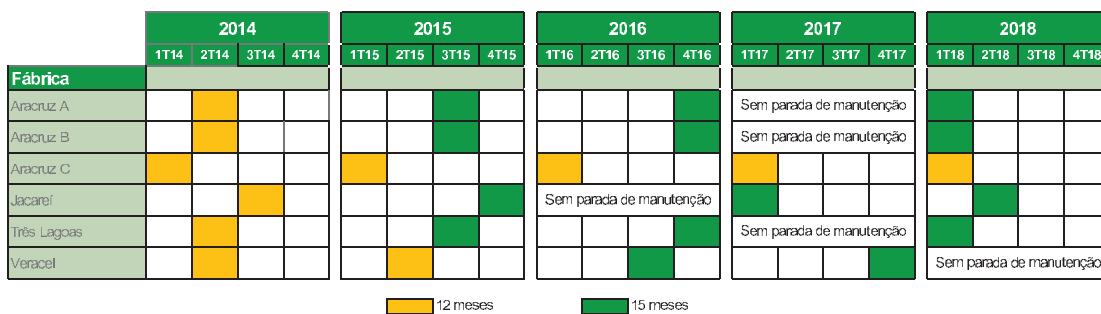 2014 2015 2016 2017 2018
1T14 2T14 3T14 4T14 1T15 2T15 3T15 4T15 1T16 2T16 3T16 4T16 1T17 2T17 3T17 4T17 1T18 2T18 3T18 4T18
Fábrica
Aracruz A Sem parada de manutenção
Aracruz B Sem parada de manutenção
Aracruz C
Jacareí Sem parada de manutenção
Três Lagoas Sem parada de manutenção
Veracel Sem parada de manutenção
12 meses 15 meses